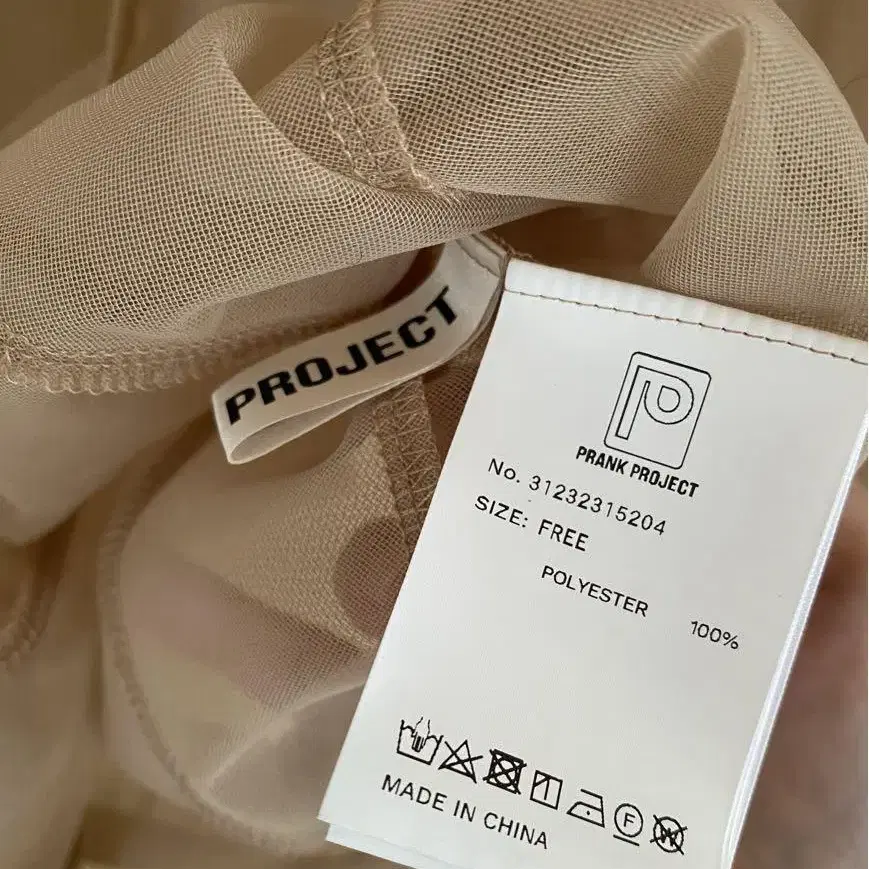 PROJECT
PRANK PROJECT
No. 31232315204
SIZE: FREE
POLYESTER 100%
F W
MADE IN CHINA